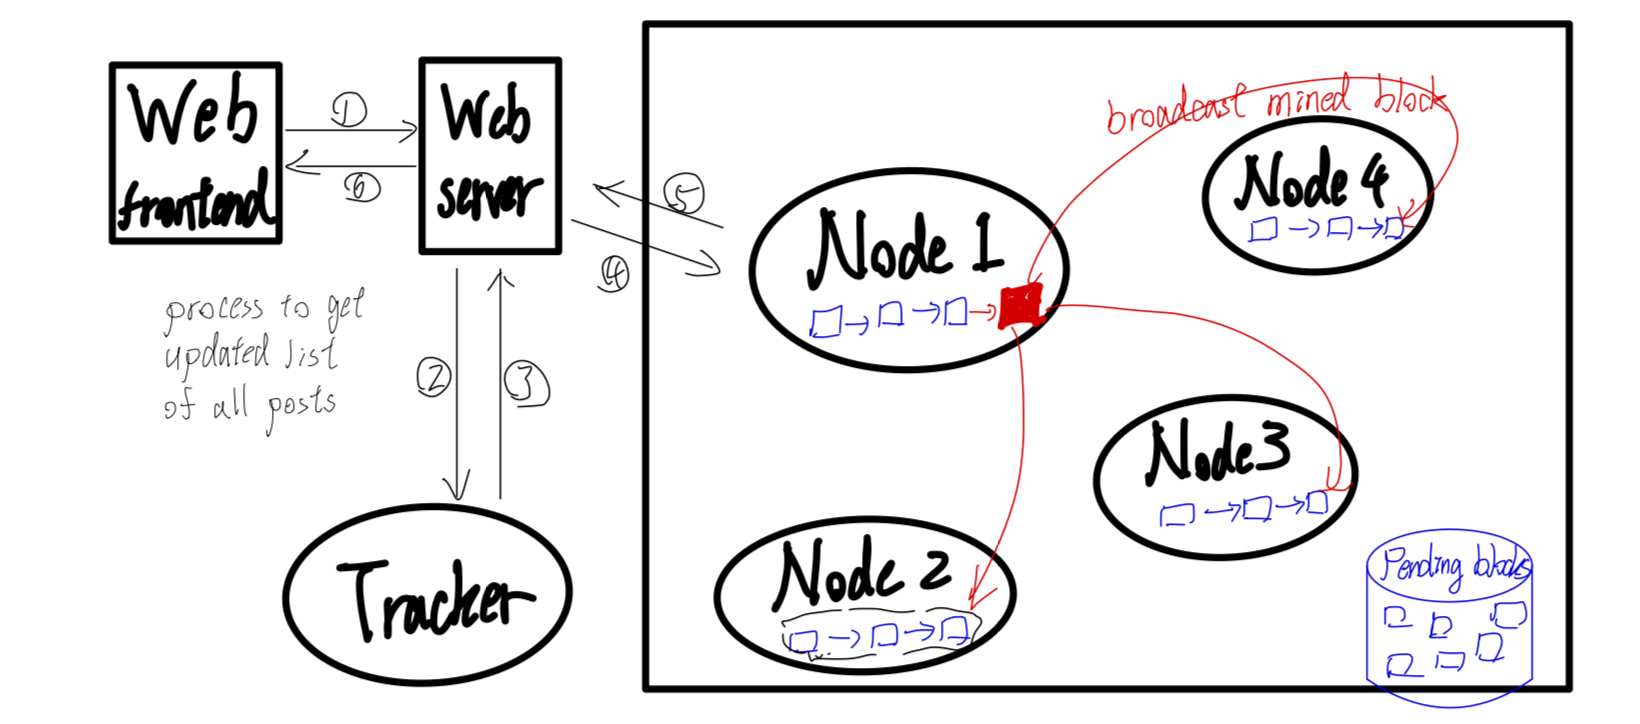 Web
frontend
①
⑥
Web
server
⑤
④
process to get
updated list
of all posts
②
③
Tracker
broadcast mined block
Node 4
Node 1
Node3
Node 2
Pending blocks